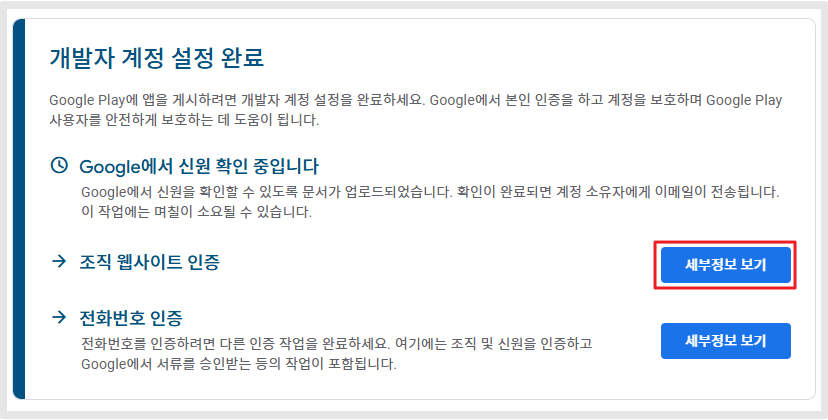 개발자 계정 설정 완료
Google Play에 앱을 게시하려면 개발자 계정 설정을 완료하세요. Google에서 본인 인증을 하고 계정을 보호하며 Google Play
사용자를 안전하게 보호하는 데 도움이 됩니다.
Google에서 신원 확인 중입니다
Google에서 신원을 확인할 수 있도록 문서가 업로드되었습니다. 확인이 완료되면 계정 소유자에게 이메일이 전송됩니다.
이 작업에는 며칠이 소요될 수 있습니다.
조직 웹사이트 인증
세부정보 보기
전화번호 인증
전화번호를 인증하려면 다른 인증 작업을 완료하세요. 여기에는 조직 및 신원을 인증하고
Google에서 서류를 승인받는 등의 작업이 포함됩니다.
세부정보 보기